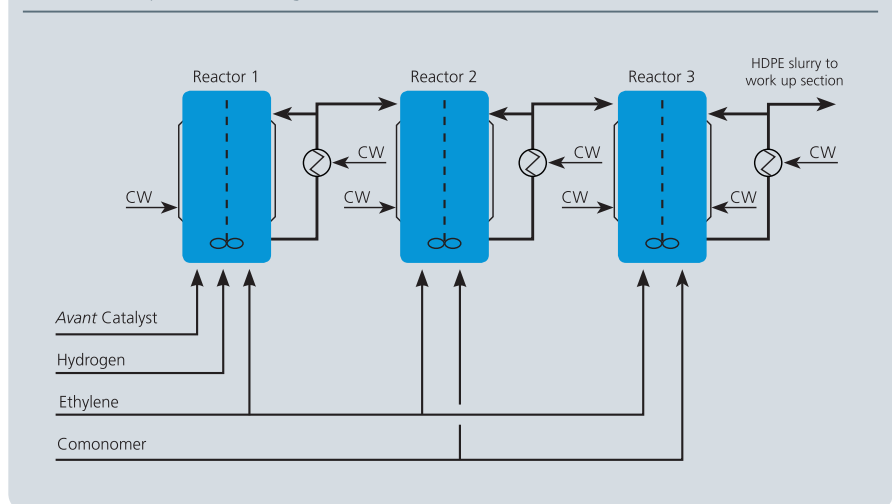 Reactor 1
Reactor 2
Reactor 3
HDPE slurry to
work up section
CW
CW
CW
CW
CW
CW
CW
Avant Catalyst
Hydrogen
Ethylene
Comonomer